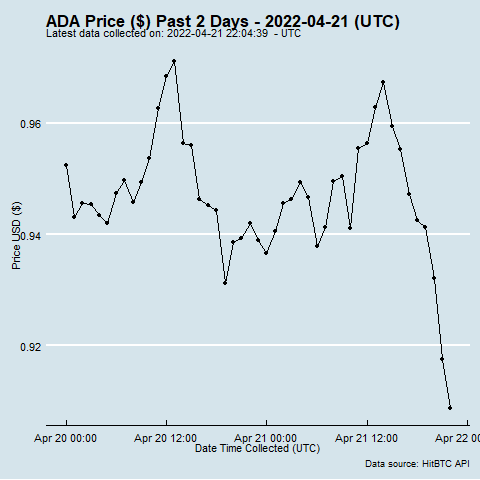 ADA Price ($) Past 2 Days - 2022-04-21 (UTC)
Latest data collected on: 2022-04-21 22:04:39 - UTC
0.96
0.94
0.92
Price USD ($)
Apr 20 00:00
Apr 20 12:00
Apr 21 00:00
Apr 21 12:00
Apr 22 00
Date Time Collected (UTC)
Data source: HitBTC API